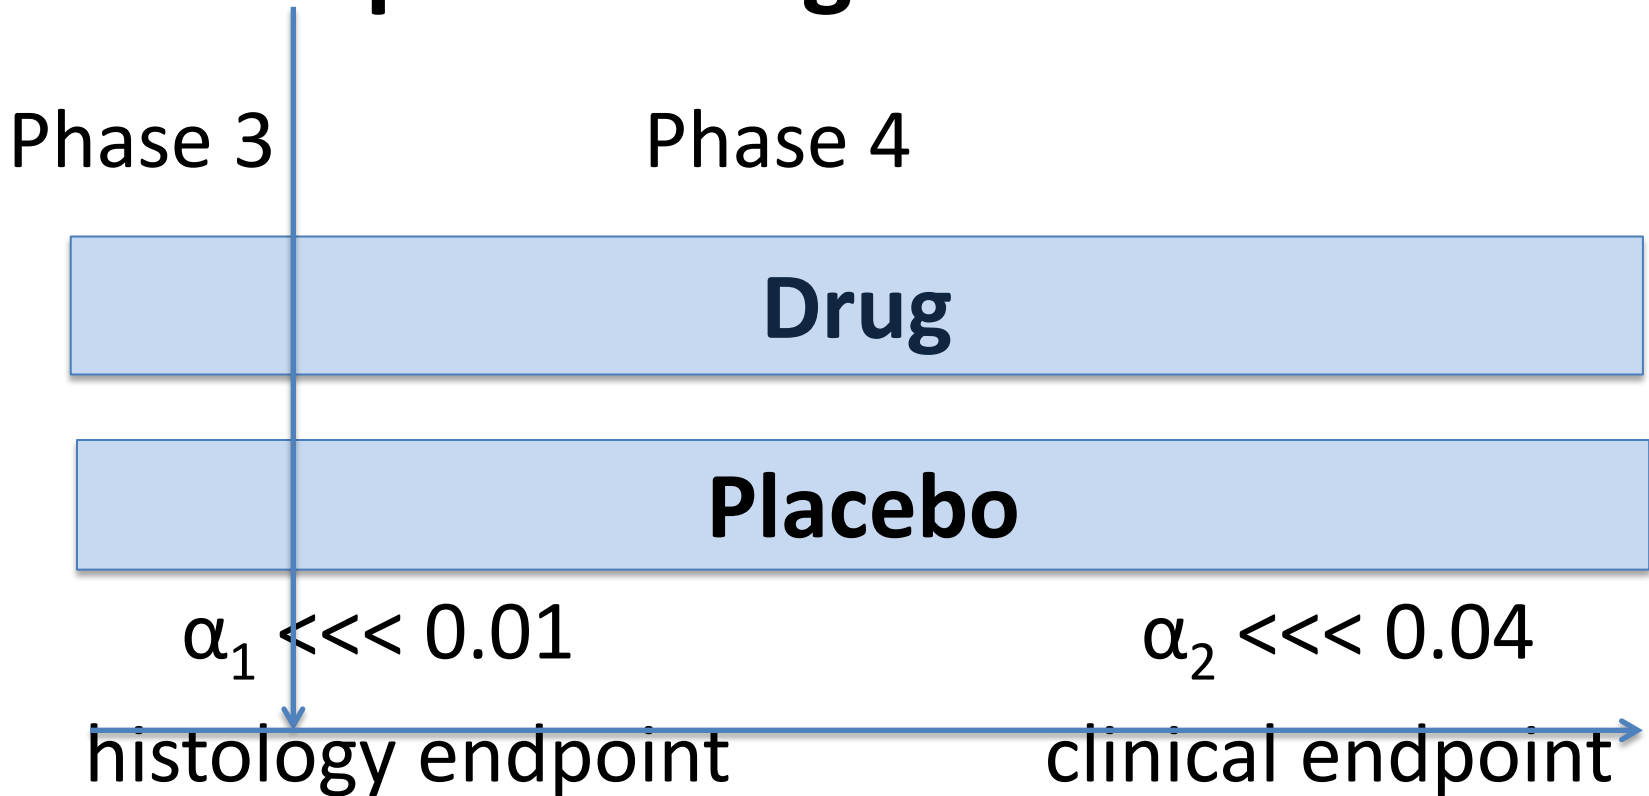 Phase 3 Phase 4
Drug
Placebo
α₁ <<< 0.01 α₂ <<< 0.04
histology endpoint clinical endpoint